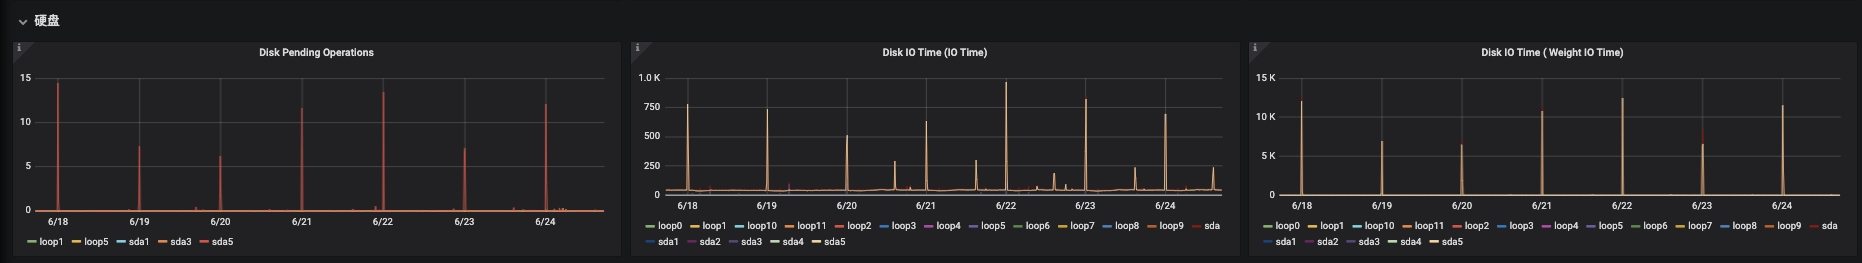 硬盘
Disk Pending Operations
15
10
5
0
6/18 6/19 6/20 6/21 6/22 6/23 6/24
loop1 loop5 sda1 sda3 sda5
Disk IO Time (IO Time)
1.0 K
750
500
250
0
6/18 6/19 6/20 6/21 6/22 6/23 6/24
loop0 loop1 loop10 loop11 loop2 loop3 loop4 loop5 loop6 loop7 loop8 loop9 sda
sda1 sda2 sda3 sda4 sda5
Disk IO Time ( Weight IO Time)
15 K
10 K
5 K
0
6/18 6/19 6/20 6/21 6/22 6/23 6/24
loop0 loop1 loop10 loop11 loop2 loop3 loop4 loop5 loop6 loop7 loop8 loop9 sda
sda1 sda2 sda3 sda4 sda5